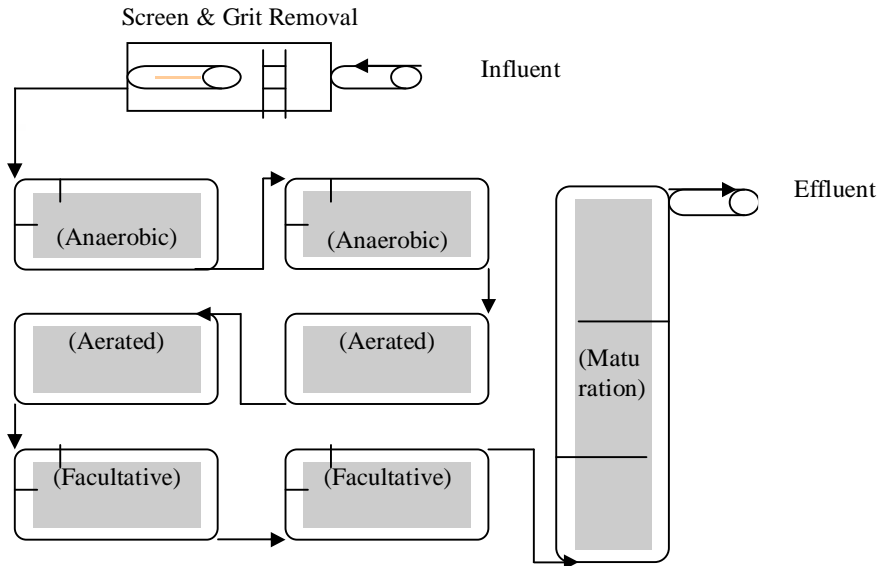 Screen & Grit Removal
Influent
Effluent
(Anaerobic)
(Anaerobic)
(Aerated)
(Aerated)
(Matu
ration)
(Facultative)
(Facultative)